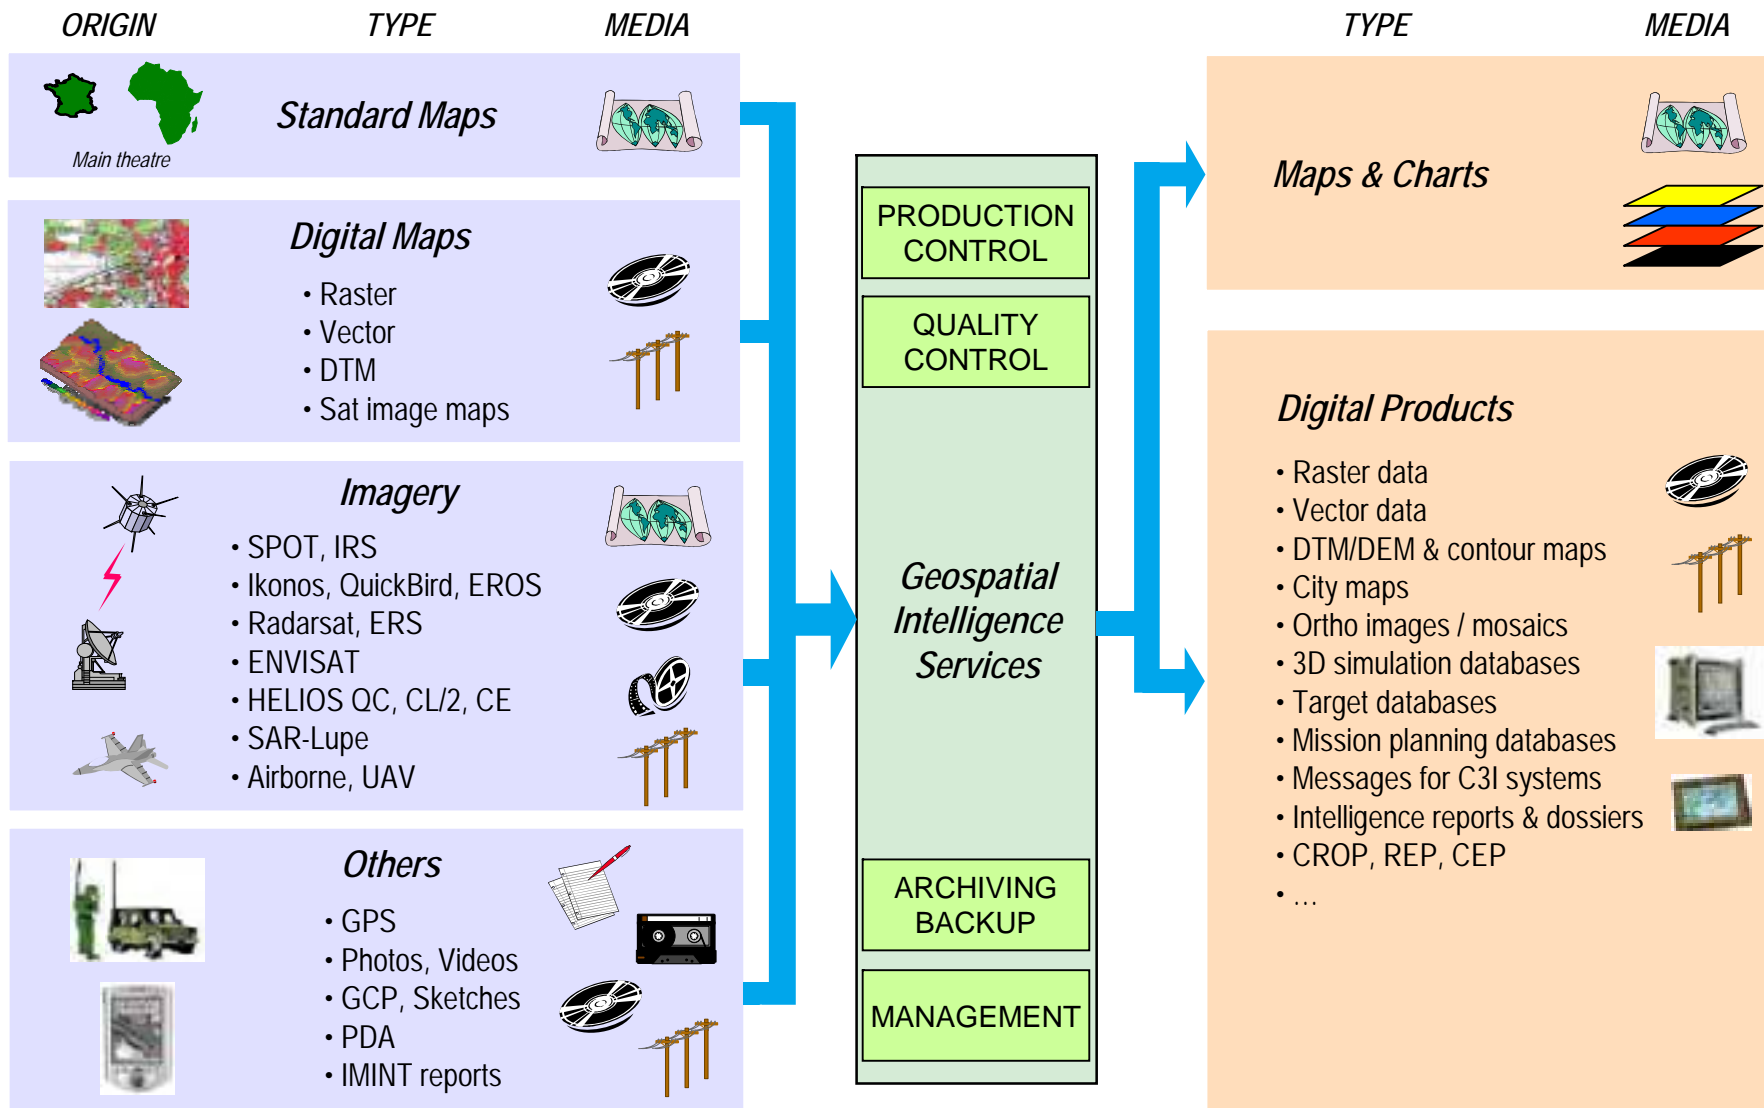 ORIGIN TYPE MEDIA TYPE MEDIA
Main theatre
Standard Maps
Digital Maps
• Raster
• Vector
• DTM
• Sat image maps
Imagery
• SPOT, IRS
• Ikonos, QuickBird, EROS
• Radarsat, ERS
• ENVISAT
• HELIOS QC, CL/2, CE
• SAR-Lupe
• Airborne, UAV
Others
• GPS
• Photos, Videos
• GCP, Sketches
• PDA
• IMINT reports
PRODUCTION
CONTROL
QUALITY
CONTROL
Geospatial
Intelligence
Services
ARCHIVING
BACKUP
MANAGEMENT
Maps & Charts
Digital Products
• Raster data
• Vector data
• DTM/DEM & contour maps
• City maps
• Ortho images / mosaics
• 3D simulation databases
• Target databases
• Mission planning databases
• Messages for C3I systems
• Intelligence reports & dossiers
• CROP, REP, CEP
• …